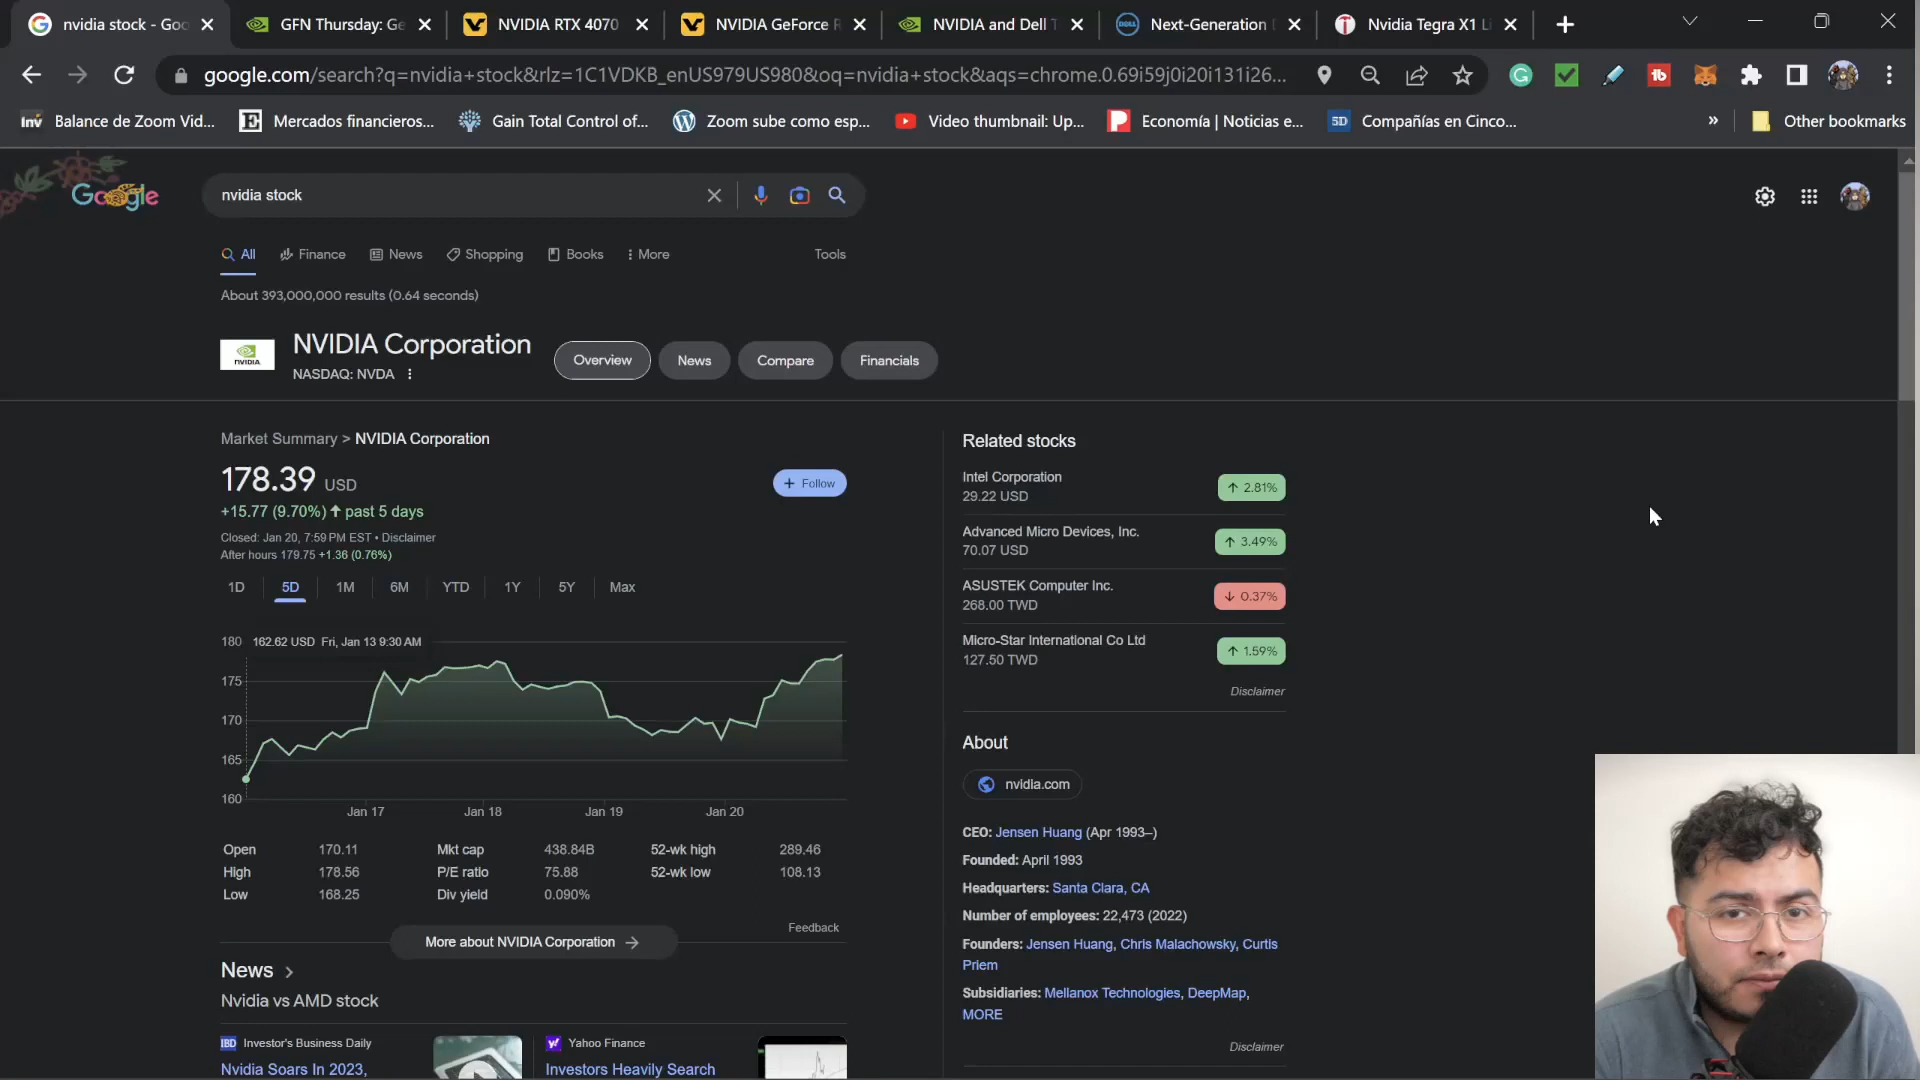 nvidia stock - Goo
GFN Thursday: Ge
NVIDIA RTX 4070
NVIDIA GeForce R
NVIDIA and Dell T
DELL
Next-Generation
Nvidia Tegra X1 Li
google.com/search?q=nvidia+stock&rlz=1C1VDKB_enUS979US980&oq=nvidia+stock&aqs=chrome.0.69i59j0i20i131i26...
Inv Balance de Zoom Vid...
E Mercados financieros...
Gain Total Control of...
Zoom sube como esp...
Video thumbnail: Up...
Economía | Noticias e...
5D Compañías en Cinco...
»
Other bookmarks
Google
nvidia stock
All
Finance
News
Shopping
Books
More
Tools
About 393,000,000 results (0.64 seconds)
NVIDIA
NVIDIA Corporation
NASDAQ: NVDA
Overview
News
Compare
Financials
Market Summary > NVIDIA Corporation
178.39 USD
+ Follow
+15.77 (9.70%) ↑ past 5 days
Closed: Jan 20, 7:59 PM EST • Disclaimer
After hours 179.75 +1.36 (0.76%)
1D 5D 1M 6M YTD 1Y 5Y Max
180
162.62 USD Fri, Jan 13 9:30 AM
175
170
165
160
Jan 17 Jan 18 Jan 19 Jan 20
Open 170.11 Mkt cap 438.84B 52-wk high 289.46
High 178.56 P/E ratio 75.88 52-wk low 108.13
Low 168.25 Div yield 0.090%
Feedback
More about NVIDIA Corporation →
News >
Nvidia vs AMD stock
IBD Investor's Business Daily
Nvidia Soars In 2023,
Yahoo Finance
Investors Heavily Search
Related stocks
Intel Corporation
29.22 USD
↑ 2.81%
Advanced Micro Devices, Inc.
70.07 USD
↑ 3.49%
ASUSTEK Computer Inc.
268.00 TWD
↓ 0.37%
Micro-Star International Co Ltd
127.50 TWD
↑ 1.59%
Disclaimer
About
nvidia.com
CEO: Jensen Huang (Apr 1993–)
Founded: April 1993
Headquarters: Santa Clara, CA
Number of employees: 22,473 (2022)
Founders: Jensen Huang, Chris Malachowsky, Curtis
Priem
Subsidiaries: Mellanox Technologies, DeepMap,
MORE
Disclaimer